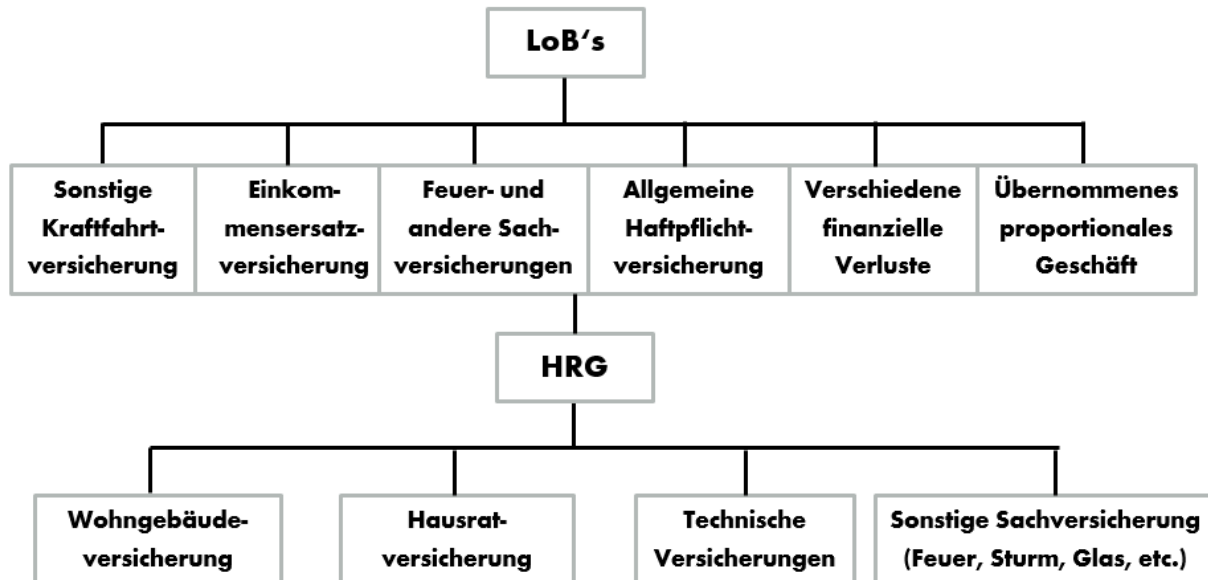 LoB‘s
Sonstige
Kraftfahrt-
versicherung
Einkom-
mensersatz-
versicherung
Feuer- und
andere Sach-
versicherungen
Allgemeine
Haftpflicht-
versicherung
Verschiedene
finanzielle
Verluste
Übernommenes
proportionales
Geschäft
HRG
Wohngebäude-
versicherung
Hausrat-
versicherung
Technische
Versicherungen
Sonstige Sachversicherung
(Feuer, Sturm, Glas, etc.)